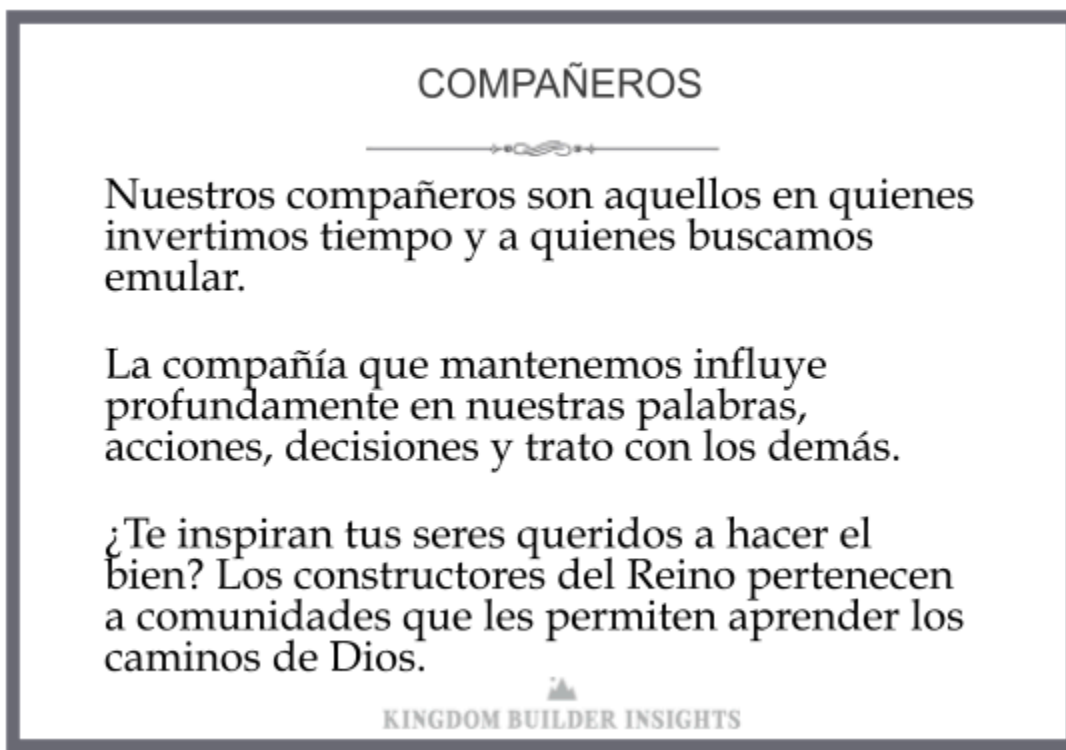 COMPAÑEROS
Nuestros compañeros son aquellos en quienes
invertimos tiempo y a quienes buscamos
emular.
La compañía que mantenemos influye
profundamente en nuestras palabras,
acciones, decisiones y trato con los demás.
¿Te inspiran tus seres queridos a hacer el
bien? Los constructores del Reino pertenecen
a comunidades que les permiten aprender los
caminos de Dios.
KINGDOM BUILDER INSIGHTS